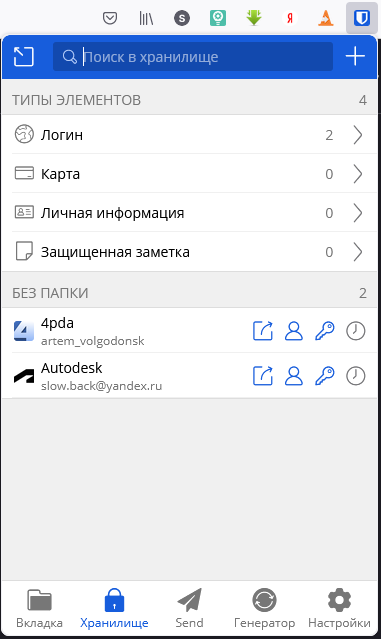 S
Я
Поиск в хранилище
ТИПЫ ЭЛЕМЕНТОВ 4
Логин 2
Карта 0
Личная информация 0
Защищенная заметка 0
БЕЗ ПАПКИ 2
4pda
artem_volgodonsk
Autodesk
slow.back@yandex.ru
Вкладка Хранилище Send Генератор Настройки